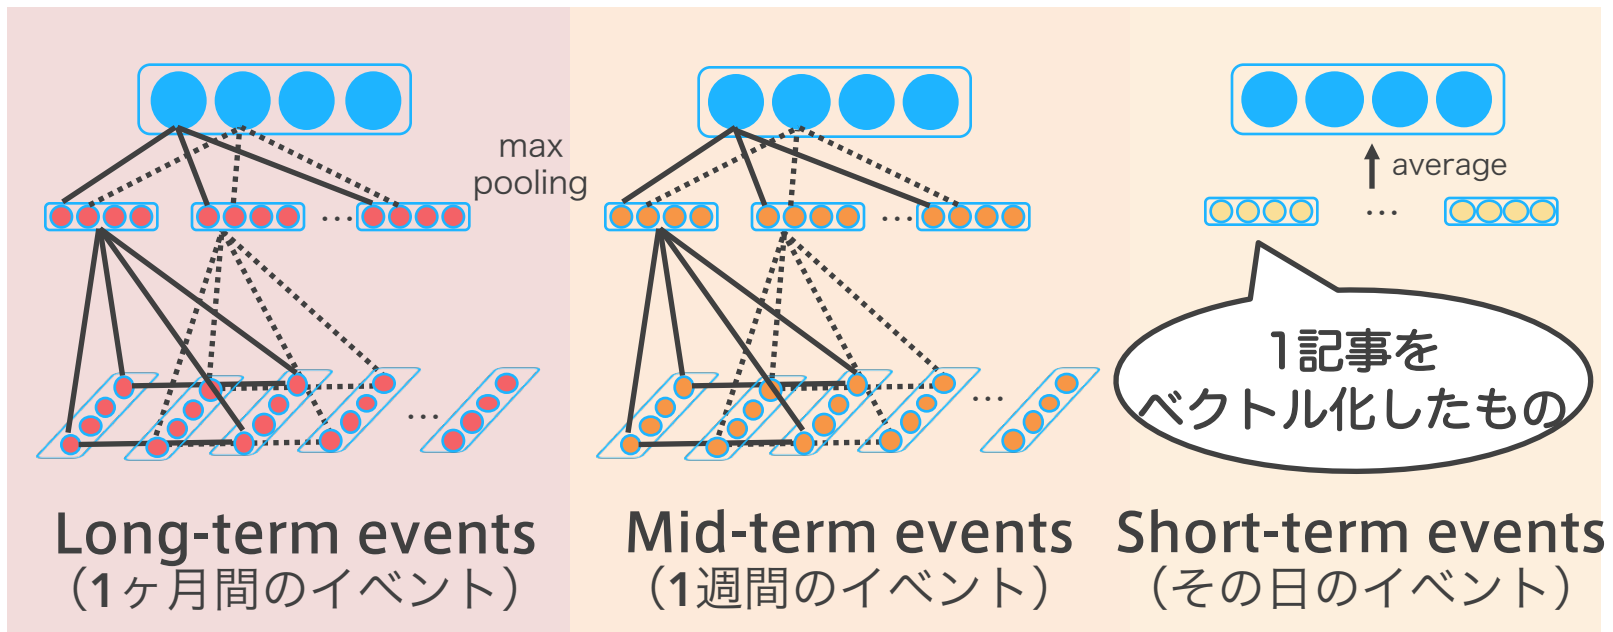 max
pooling
…
…
average
…
1記事を
ベクトル化したもの
…
…
Long-term events
（1ヶ月間のイベント）
Mid-term events
（1週間のイベント）
Short-term events
（その日のイベント）